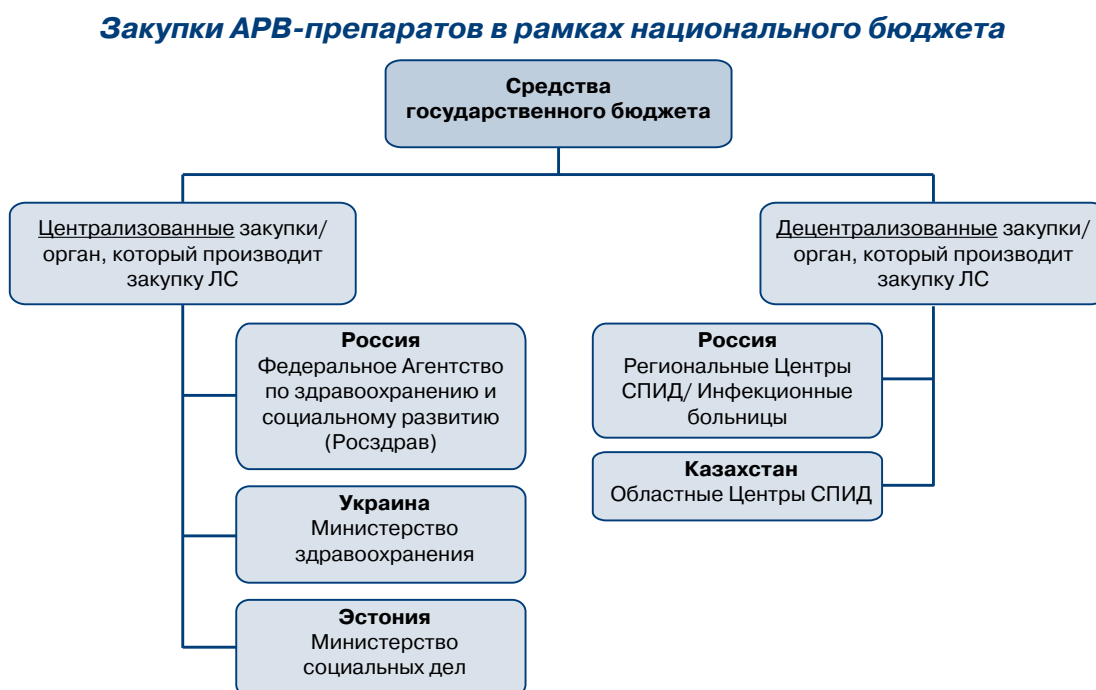 Закупки АРВ-препаратов в рамках национального бюджета
Средства
государственного бюджета
Централизованные закупки/
орган, который производит
закупку ЛС
Децентрализованные закупки/
орган, который производит
закупку ЛС
Россия
Федеральное Агентство
по здравоохранению и
социальному развитию
(Росздрав)
Украина
Министерство
здравоохранения
Эстония
Министерство
социальных дел
Россия
Региональные Центры
СПИД/ Инфекционные
больницы
Казахстан
Областные Центры СПИД